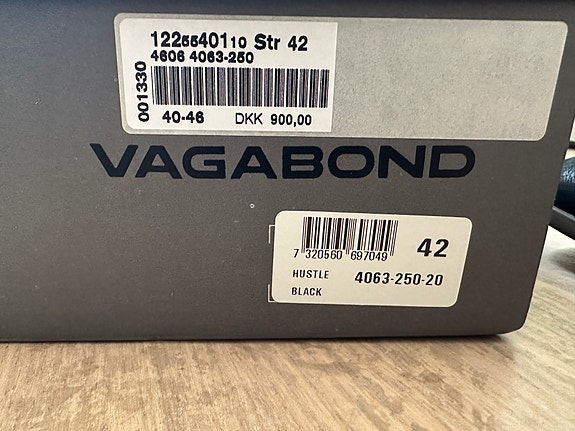 122554011O Str 42
4606 4063-250
001330
40-46 DKK 900,00
VAGABOND
7 320560 697049
42
HUSTLE 4063-250-20
BLACK